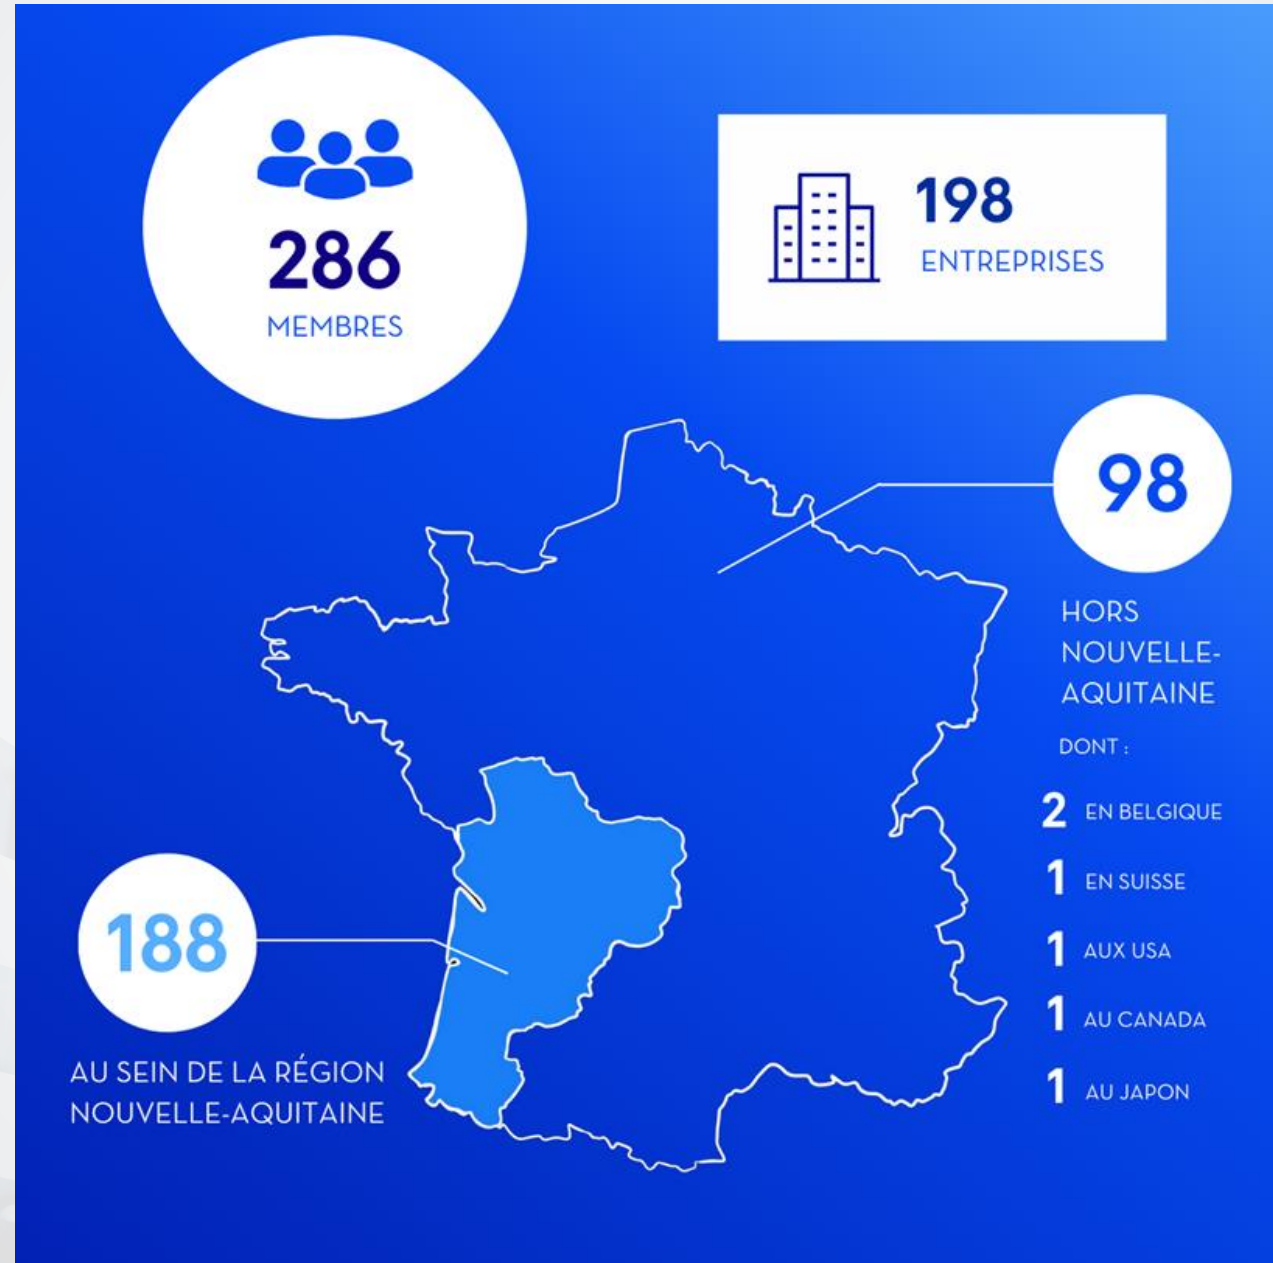 286
MEMBRES
198
ENTREPRISES
98
HORS
NOUVELLE-
AQUITAINE
DONT :
2 EN BELGIQUE
1 EN SUISSE
1 AUX USA
1 AU CANADA
1 AU JAPON
188
AU SEIN DE LA RÉGION
NOUVELLE-AQUITAINE